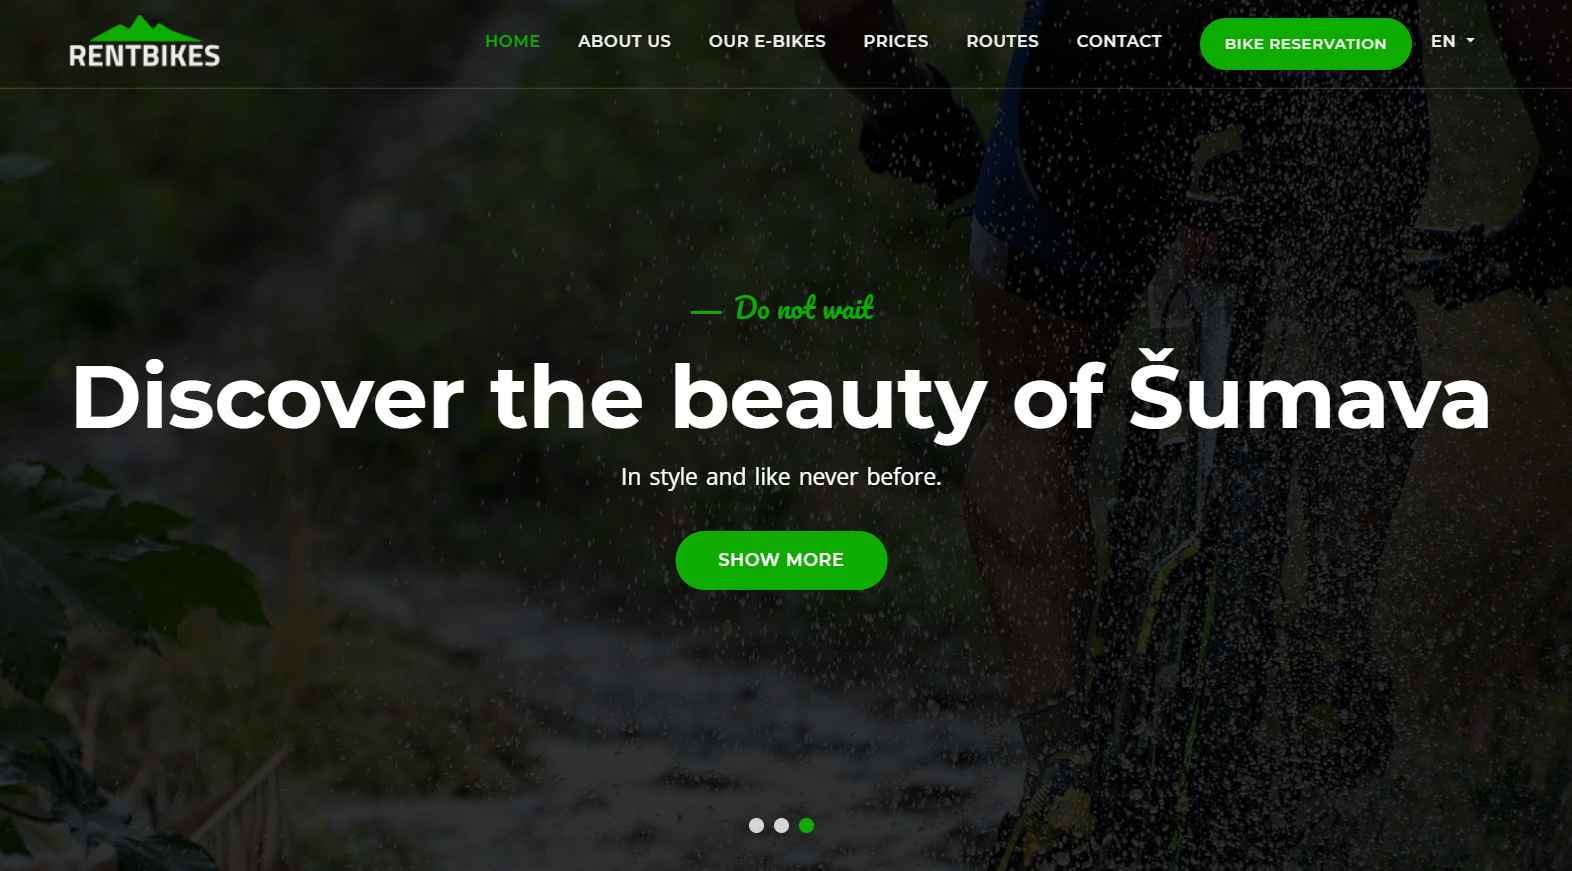 RENTBIKES
HOME ABOUT US OUR E-BIKES PRICES ROUTES CONTACT BIKE RESERVATION EN
— Do not wait
Discover the beauty of Šumava
In style and like never before.
SHOW MORE